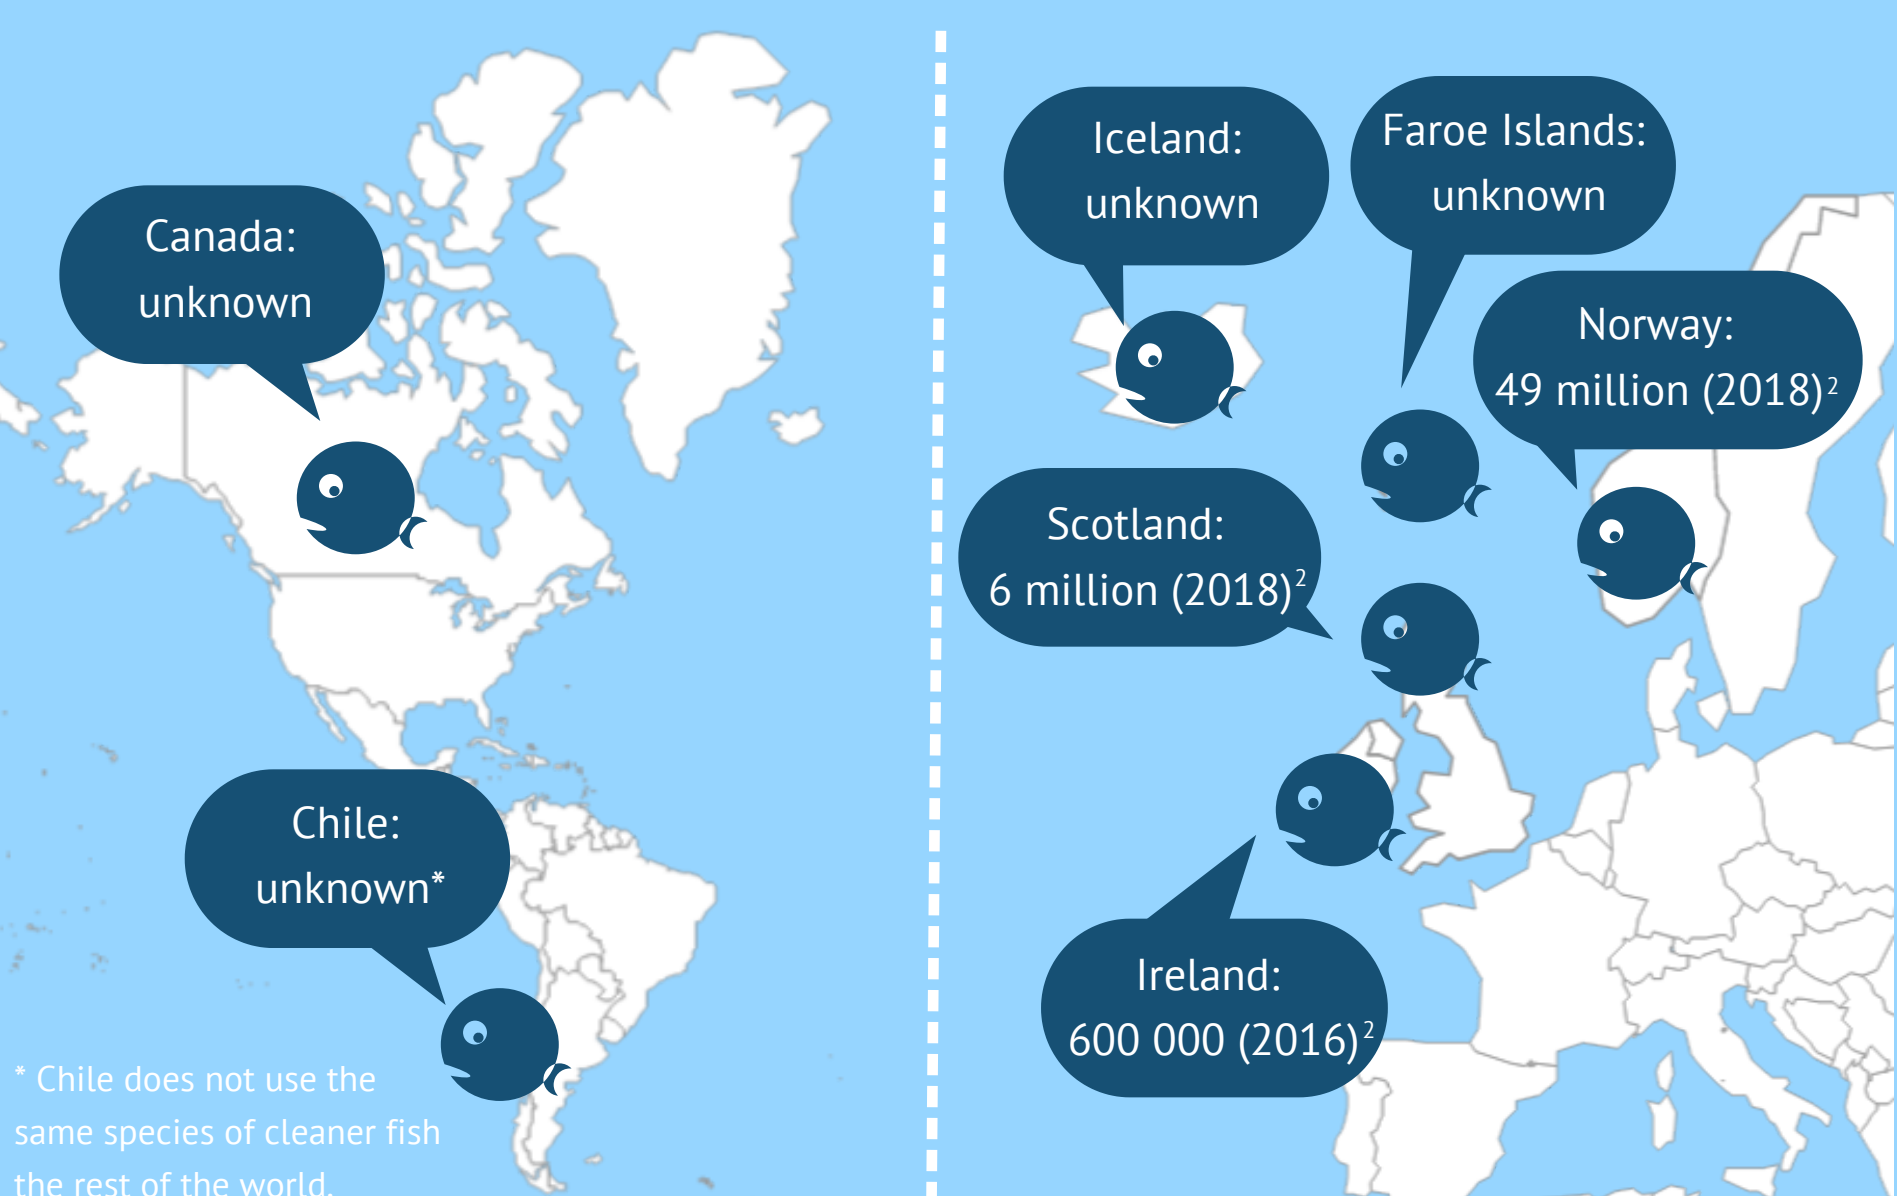 Canada:
unknown
Chile:
unknown*
* Chile does not use the
same species of cleaner fish
the rest of the world.
Iceland:
unknown
Faroe Islands:
unknown
Norway:
49 million (2018)²
Scotland:
6 million (2018)²
Ireland:
600 000 (2016)²